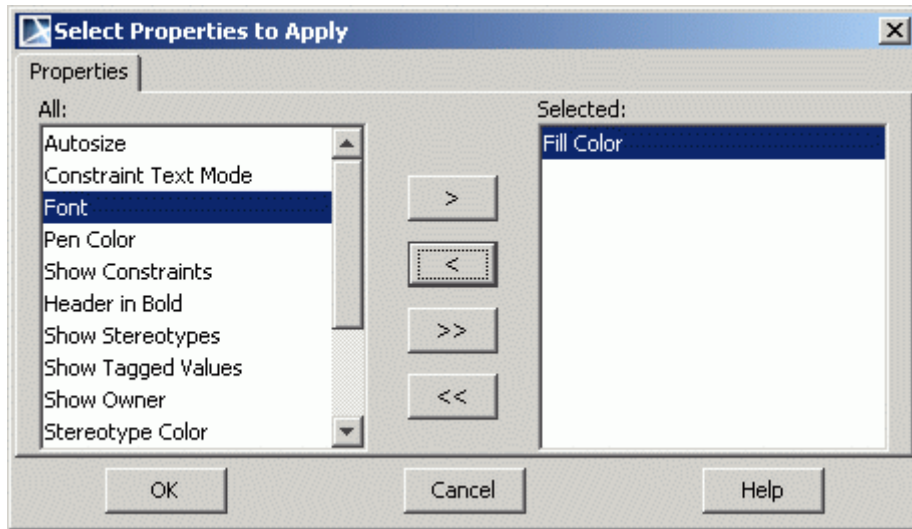 Select Properties to Apply
Properties
All:
Autosize
Constraint Text Mode
Font
Pen Color
Show Constraints
Header in Bold
Show Stereotypes
Show Tagged Values
Show Owner
Stereotype Color
>
<
>>
<<
Selected:
Fill Color
OK
Cancel
Help